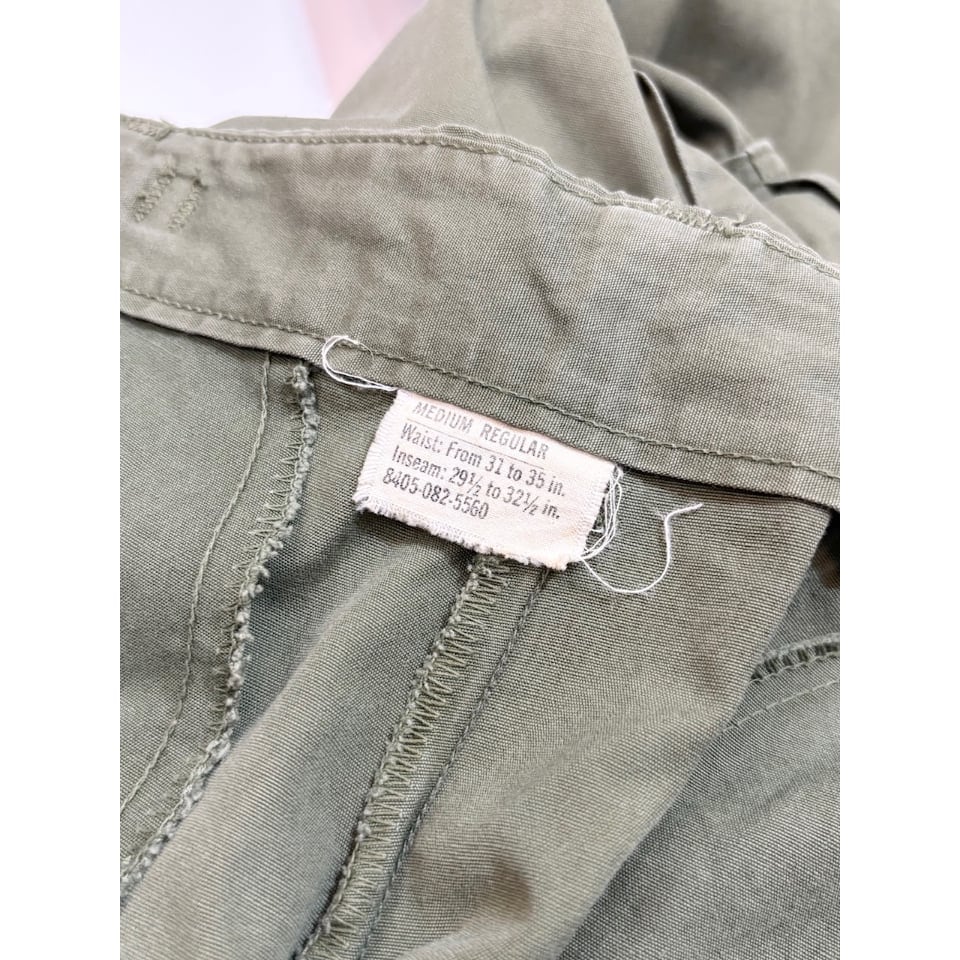 MEDIUM REGULAR
Waist: From 31 to 35 in.
Inseam: 29½ to 32½ in.
8405-082-5560